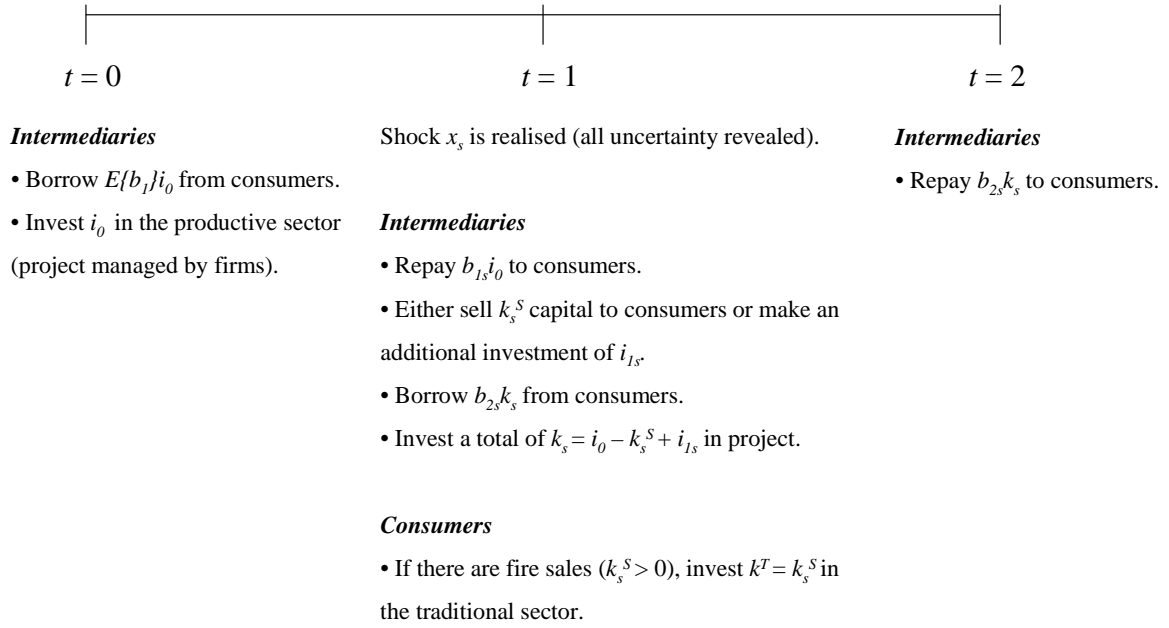 t = 0
t = 1
t = 2
Intermediaries
• Borrow E{b₁}i₀ from consumers.
• Invest i₀ in the productive sector
(project managed by firms).
Shock xₛ is realised (all uncertainty revealed).
Intermediaries
• Repay b₁ₛi₀ to consumers.
• Either sell kₛˢ capital to consumers or make an
additional investment of i₁ₛ.
• Borrow b₂ₛkₛ from consumers.
• Invest a total of kₛ = i₀ – kₛˢ + i₁ₛ in project.
Consumers
• If there are fire sales (kₛˢ > 0), invest kᵀ = kₛˢ in
the traditional sector.
Intermediaries
• Repay b₂ₛkₛ to consumers.